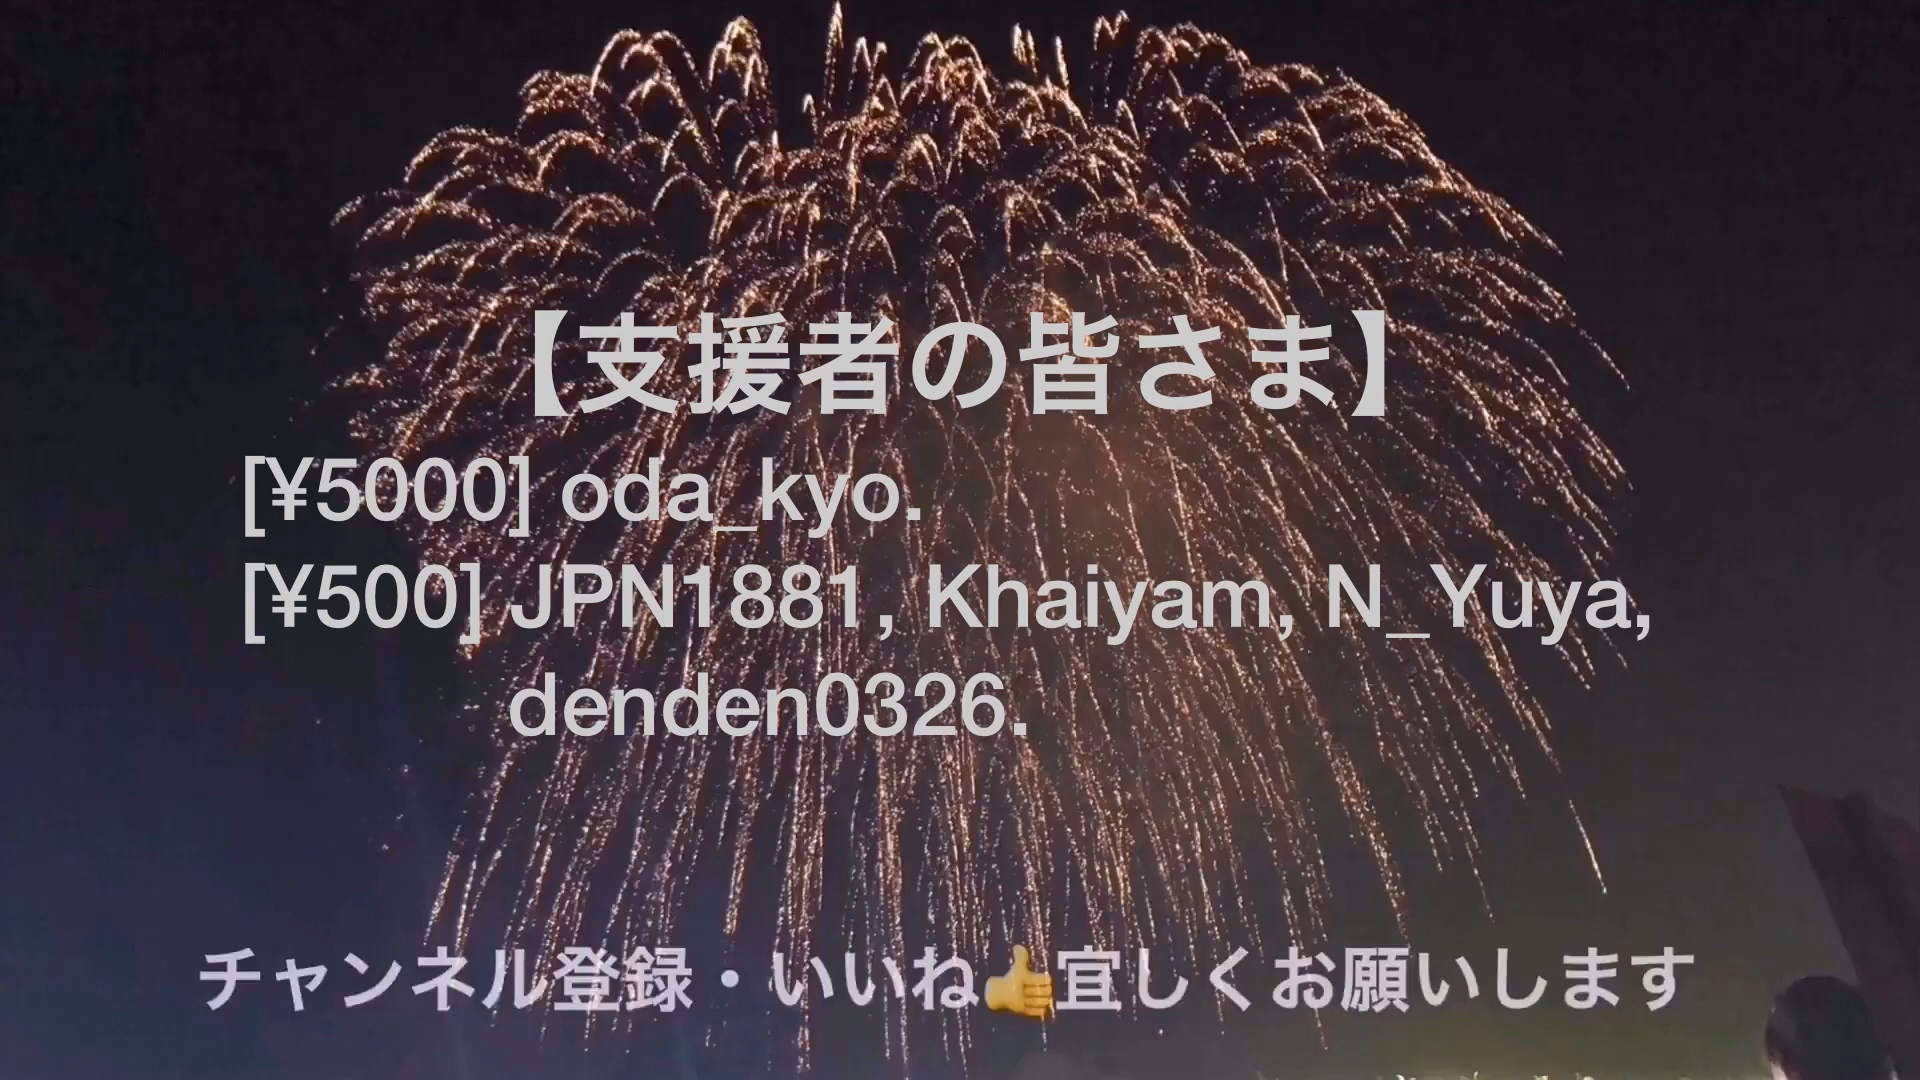 【支援者の皆さま】
[¥5000] oda_kyo.
[¥500] JPN1881, Khaiyam, N_Yuya,
denden0326.
チャンネル登録・いいね👍宜しくお願いします